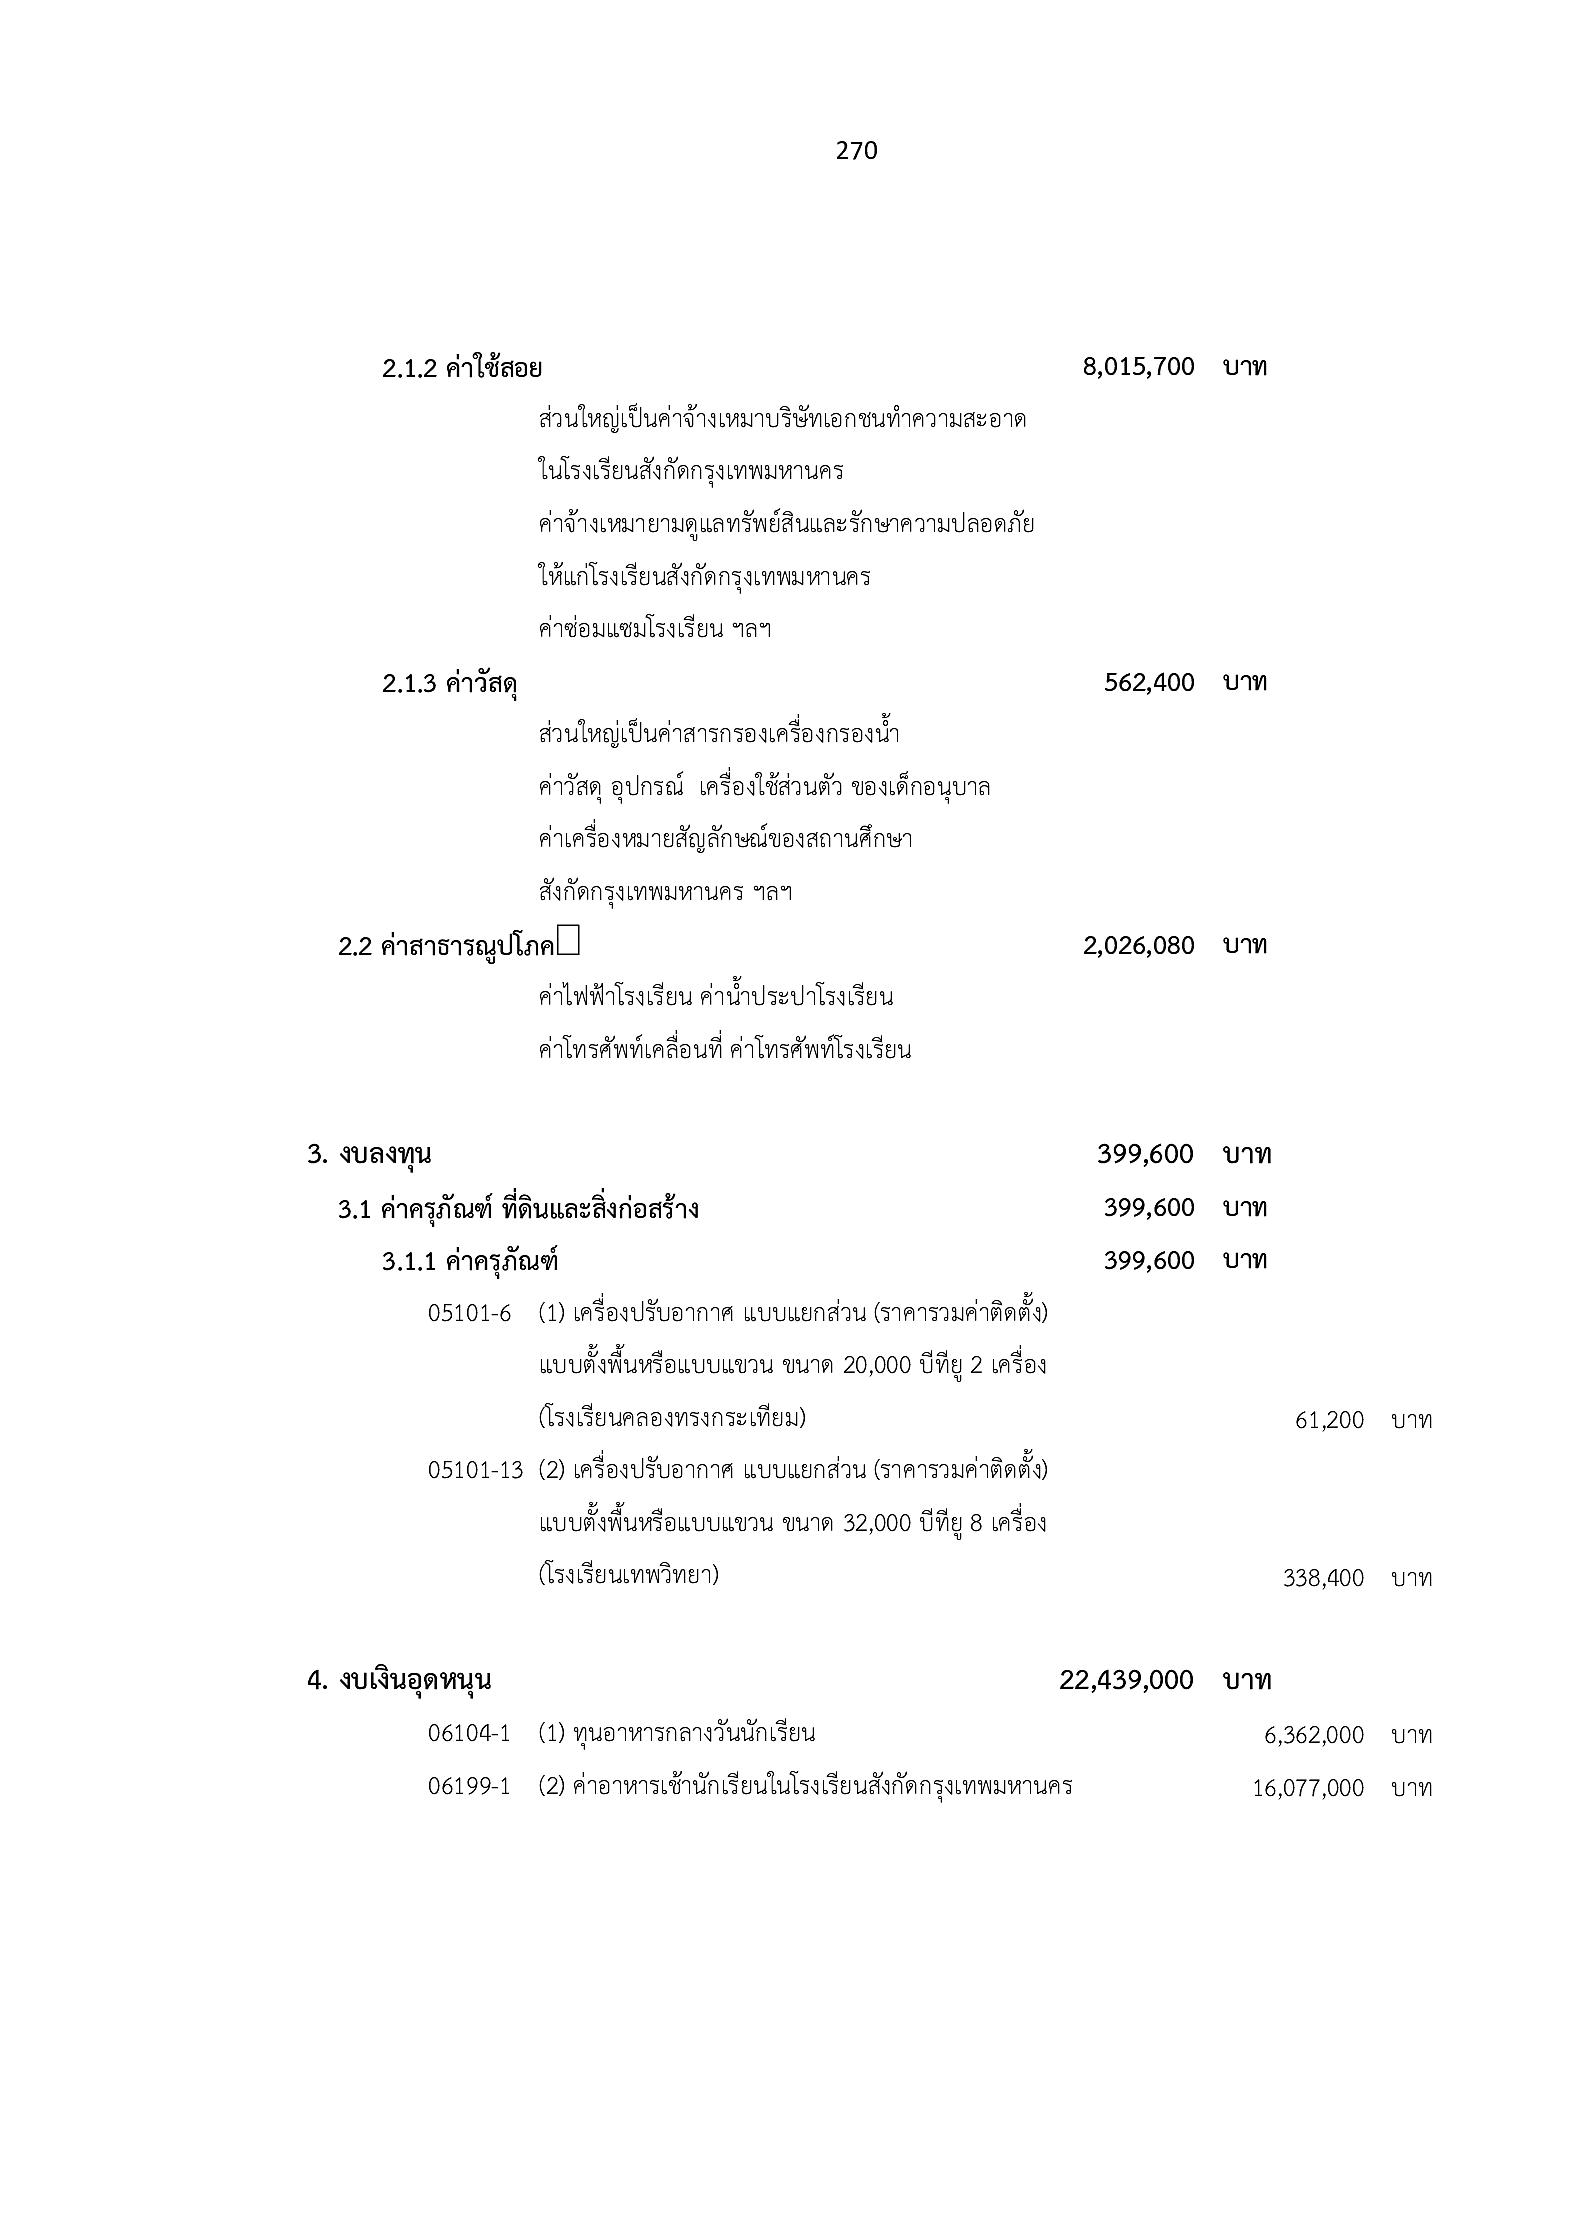 270
2.1.2 ค่าใช้สอย 8,015,700 บาท
ส่วนใหญ่เป็นค่าจ้างเหมาบริษัทเอกชนทำความสะอาด
ในโรงเรียนสังกัดกรุงเทพมหานคร
ค่าจ้างเหมายามดูแลทรัพย์สินและรักษาความปลอดภัย
ให้แก่โรงเรียนสังกัดกรุงเทพมหานคร
ค่าซ่อมแซมโรงเรียน ฯลฯ
2.1.3 ค่าวัสดุ 562,400 บาท
ส่วนใหญ่เป็นค่าสารกรองเครื่องกรองน้ำ
ค่าวัสดุ อุปกรณ์  เครื่องใช้ส่วนตัว ของเด็กอนุบาล
ค่าเครื่องหมายสัญลักษณ์ของสถานศึกษา
สังกัดกรุงเทพมหานคร ฯลฯ
2.2 ค่าสาธารณูปโภค 2,026,080 บาท
ค่าไฟฟ้าโรงเรียน ค่าน้ำประปาโรงเรียน
ค่าโทรศัพท์เคลื่อนที่ ค่าโทรศัพท์โรงเรียน
3. งบลงทุน 399,600 บาท
3.1 ค่าครุภัณฑ์ ที่ดินและสิ่งก่อสร้าง 399,600 บาท
3.1.1 ค่าครุภัณฑ์ 399,600 บาท
05101-6 (1) เครื่องปรับอากาศ แบบแยกส่วน (ราคารวมค่าติดตั้ง)
แบบตั้งพื้นหรือแบบแขวน ขนาด 20,000 บีทียู 2 เครื่อง
(โรงเรียนคลองทรงกระเทียม) 61,200 บาท
05101-13 (2) เครื่องปรับอากาศ แบบแยกส่วน (ราคารวมค่าติดตั้ง)
แบบตั้งพื้นหรือแบบแขวน ขนาด 32,000 บีทียู 8 เครื่อง
(โรงเรียนเทพวิทยา) 338,400 บาท
4. งบเงินอุดหนุน 22,439,000 บาท
06104-1 (1) ทุนอาหารกลางวันนักเรียน 6,362,000 บาท
06199-1 (2) ค่าอาหารเช้านักเรียนในโรงเรียนสังกัดกรุงเทพมหานคร 16,077,000 บาท